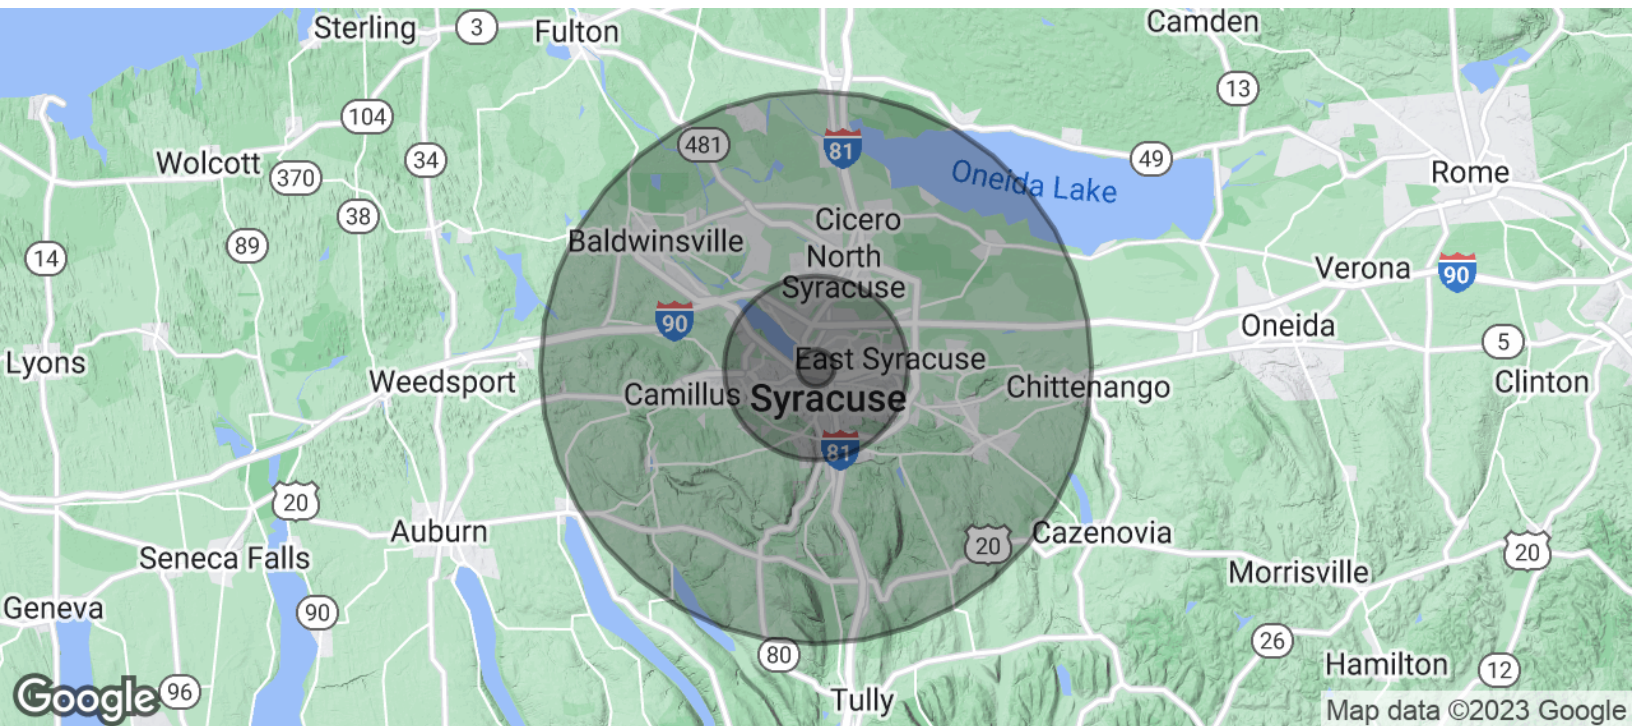 Sterling
3
Fulton
81
Camden
13
104
Wolcott
370
34
481
81
49
Oneida Lake
Rome
38
89
14
Baldwinsville
Cicero
North
Syracuse
Verona
90
90
Oneida
5
Lyons
Weedsport
East Syracuse
Camillus
Syracuse
Chittenango
Clinton
81
20
Auburn
20
Cazenovia
20
Seneca Falls
Morrisville
Geneva
90
80
26
Hamilton
12
Google
96
Tully
Map data ©2023 Google